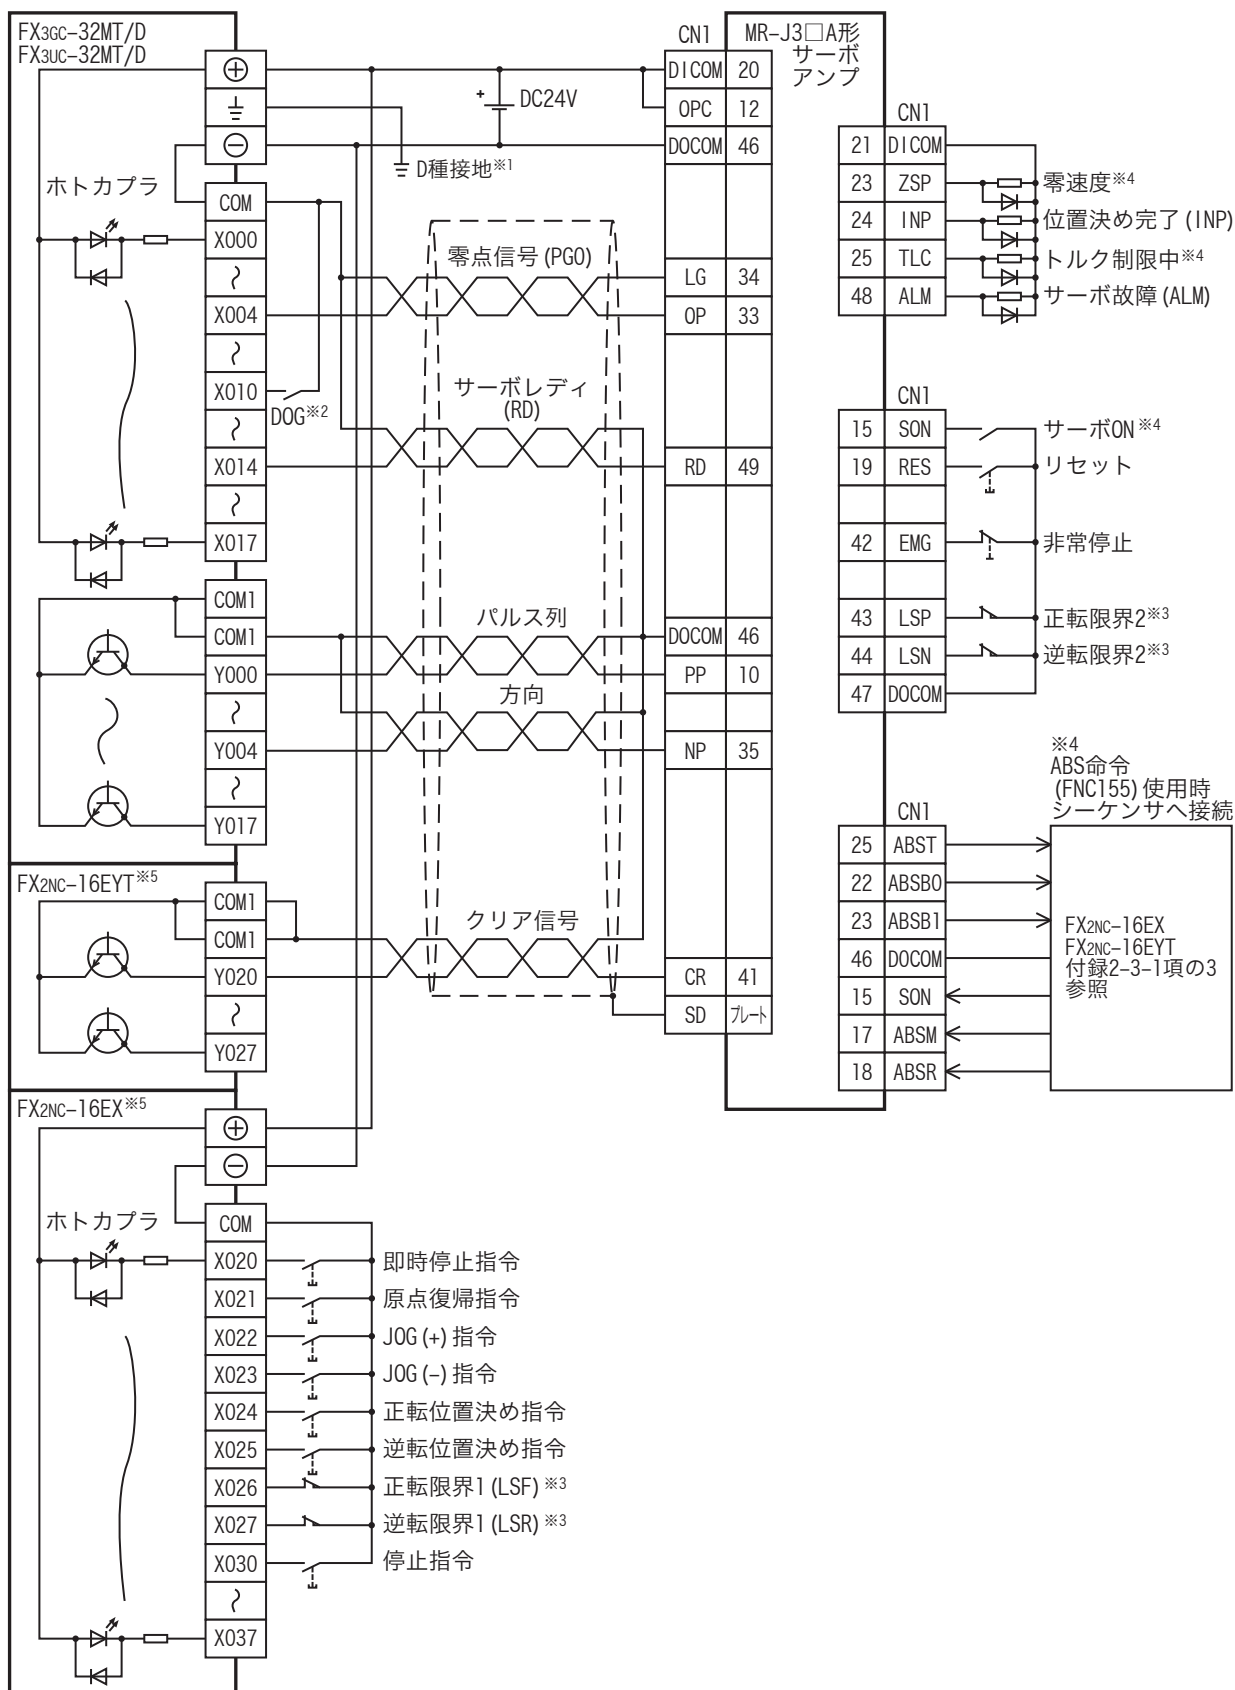 FX3GC-32MT/D
FX3UC-32MT/D
ホトカプラ
COM
X000
X004
X010
X014
X017
COM1
COM1
Y000
Y004
Y017
FX2NC-16EYT※5
COM1
COM1
Y020
Y027
FX2NC-16EX※5
ホトカプラ
COM
X020
X021
X022
X023
X024
X025
X026
X027
X030
X037
即時停止指令
原点復帰指令
JOG(+)指令
JOG(-)指令
正転位置決め指令
逆転位置決め指令
正転限界1(LSF)※3
逆転限界1(LSR)※3
停止指令
+
DC24V
D種接地※1
DOG※2
零点信号(PG0)
サーボレディ
(RD)
パルス列
方向
クリア信号
CN1
DICOM 20
OPC 12
DOCOM 46
LG 34
OP 33
RD 49
DOCOM 46
PP 10
NP 35
CR 41
SD プレート
MR-J3□A形
サーボ
アンプ
CN1
21 DICOM
23 ZSP 零速度※4
24 INP 位置決め完了(INP)
25 TLC トルク制限中※4
48 ALM サーボ故障(ALM)
CN1
15 SON サーボON※4
19 RES リセット
42 EMG 非常停止
43 LSP 正転限界2※3
44 LSN 逆転限界2※3
47 DOCOM
※4
ABS命令
(FNC155)使用時
シーケンサへ接続
CN1
25 ABST
22 ABSB0
23 ABSB1
46 DOCOM
15 SON
17 ABSM
18 ABSR
FX2NC-16EX
FX2NC-16EYT
付録2-3-1項の3
参照